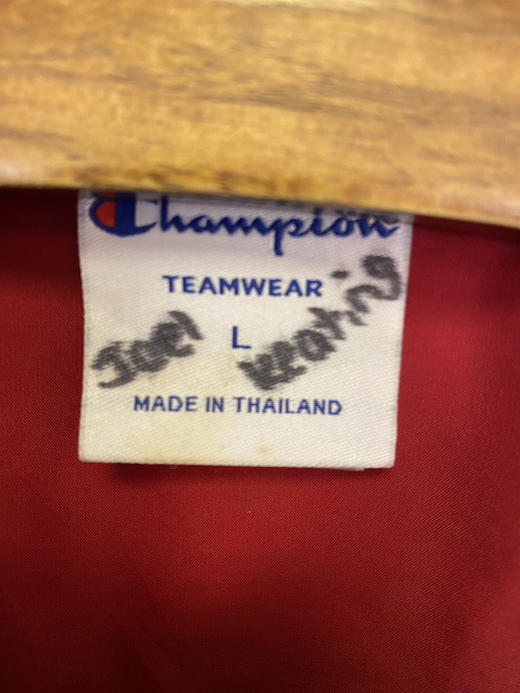 Champion
TEAMWEAR
L
Joel Keating
MADE IN THAILAND